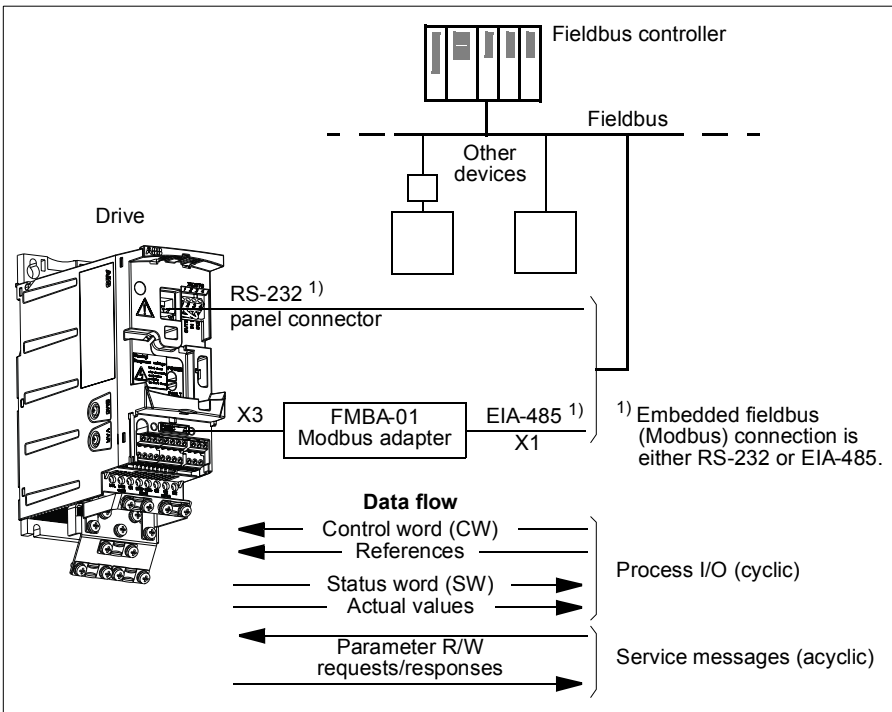 Fieldbus controller
Fieldbus
Other
devices
Drive
RS-232 1)
panel connector
X3
FMBA-01
Modbus adapter
EIA-485 1)
X1
1) Embedded fieldbus
(Modbus) connection is
either RS-232 or EIA-485.
Data flow
Control word (CW)
References
Process I/O (cyclic)
Status word (SW)
Actual values
Parameter R/W
requests/responses
Service messages (acyclic)
ABB